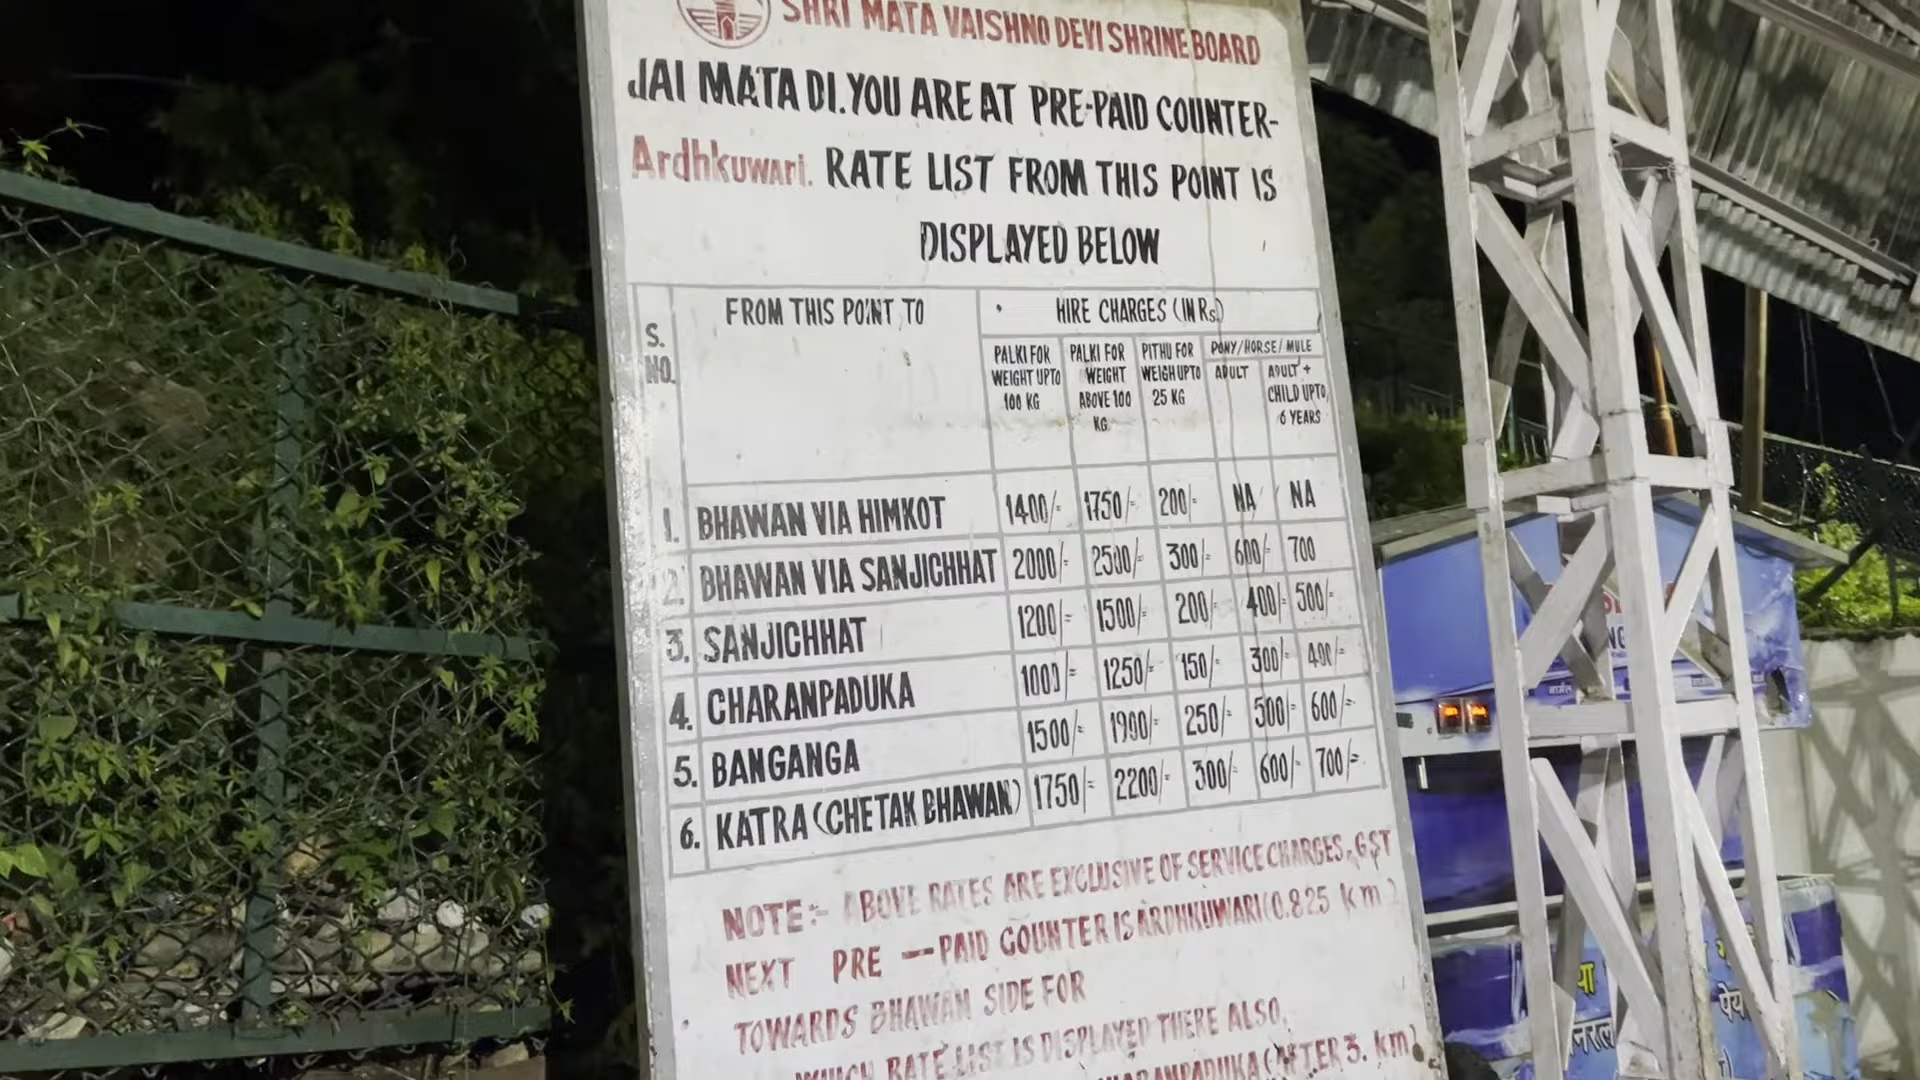 SHRI MATA VAISHNO DEVI SHRINE BOARD
JAI MATA DI. YOU ARE AT PRE-PAID COUNTER-
Ardhkuwari. RATE LIST FROM THIS POINT IS
DISPLAYED BELOW
S. NO. FROM THIS POINT TO HIRE CHARGES (IN Rs.)
PALKI FOR WEIGHT UPTO 100 KG PALKI FOR WEIGHT ABOVE 100 KG PITHU FOR WEIGH UPTO 25 KG PONY/HORSE/MULE ADULT ADULT + CHILD UPTO 6 YEARS
1. BHAWAN VIA HIMKOT 1400/- 1750/- 200/- NA NA
2. BHAWAN VIA SANJICHHAT 2000/= 2500/- 300/- 600/- 700
3. SANJICHHAT 1200/= 1500/- 200/- 400/- 500/-
4. CHARANPADUKA 1000/= 1250/- 150/- 300/- 400/-
5. BANGANGA 1500/- 1900/- 250/- 500/- 600/-
6. KATRA (CHETAK BHAWAN) 1750/- 2200/- 300/- 600/- 700/=
NOTE:- ABOVE RATES ARE EXCLUSIVE OF SERVICE CHARGES, GST
NEXT PRE —PAID COUNTER IS ARDHKUWARI (0.825 km)
TOWARDS BHAWAN SIDE FOR
WHICH RATE LIST IS DISPLAYED THERE ALSO,
CHARANPADUKA (AFTER 3. km)